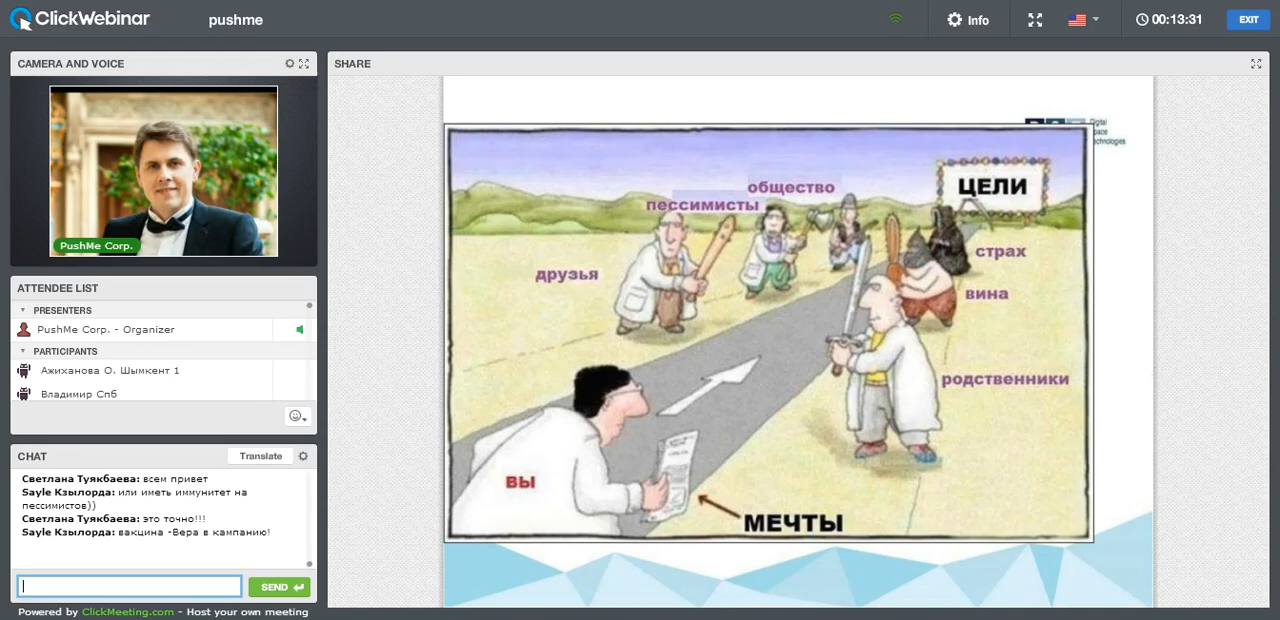 ClickWebinar
pushme
Info
00:13:31
EXIT
CAMERA AND VOICE
PushMe Corp.
ATTENDEE LIST
PRESENTERS
PushMe Corp. - Organizer
PARTICIPANTS
Ажиханова О. Шымкент 1
Владимир Спб
CHAT
Translate
Светлана Туякбаева: всем привет
Sayle Кзылорда: или иметь иммунитет на
пессимистов))
Светлана Туякбаева: это точно!!!
Sayle Кзылорда: вакцина -Вера в кампанию!
SEND
Powered by ClickMeeting.com - Host your own meeting
SHARE
Digital
общество
ЦЕЛИ
пессимисты
страх
друзья
вина
родственники
вы
МЕЧТЫ